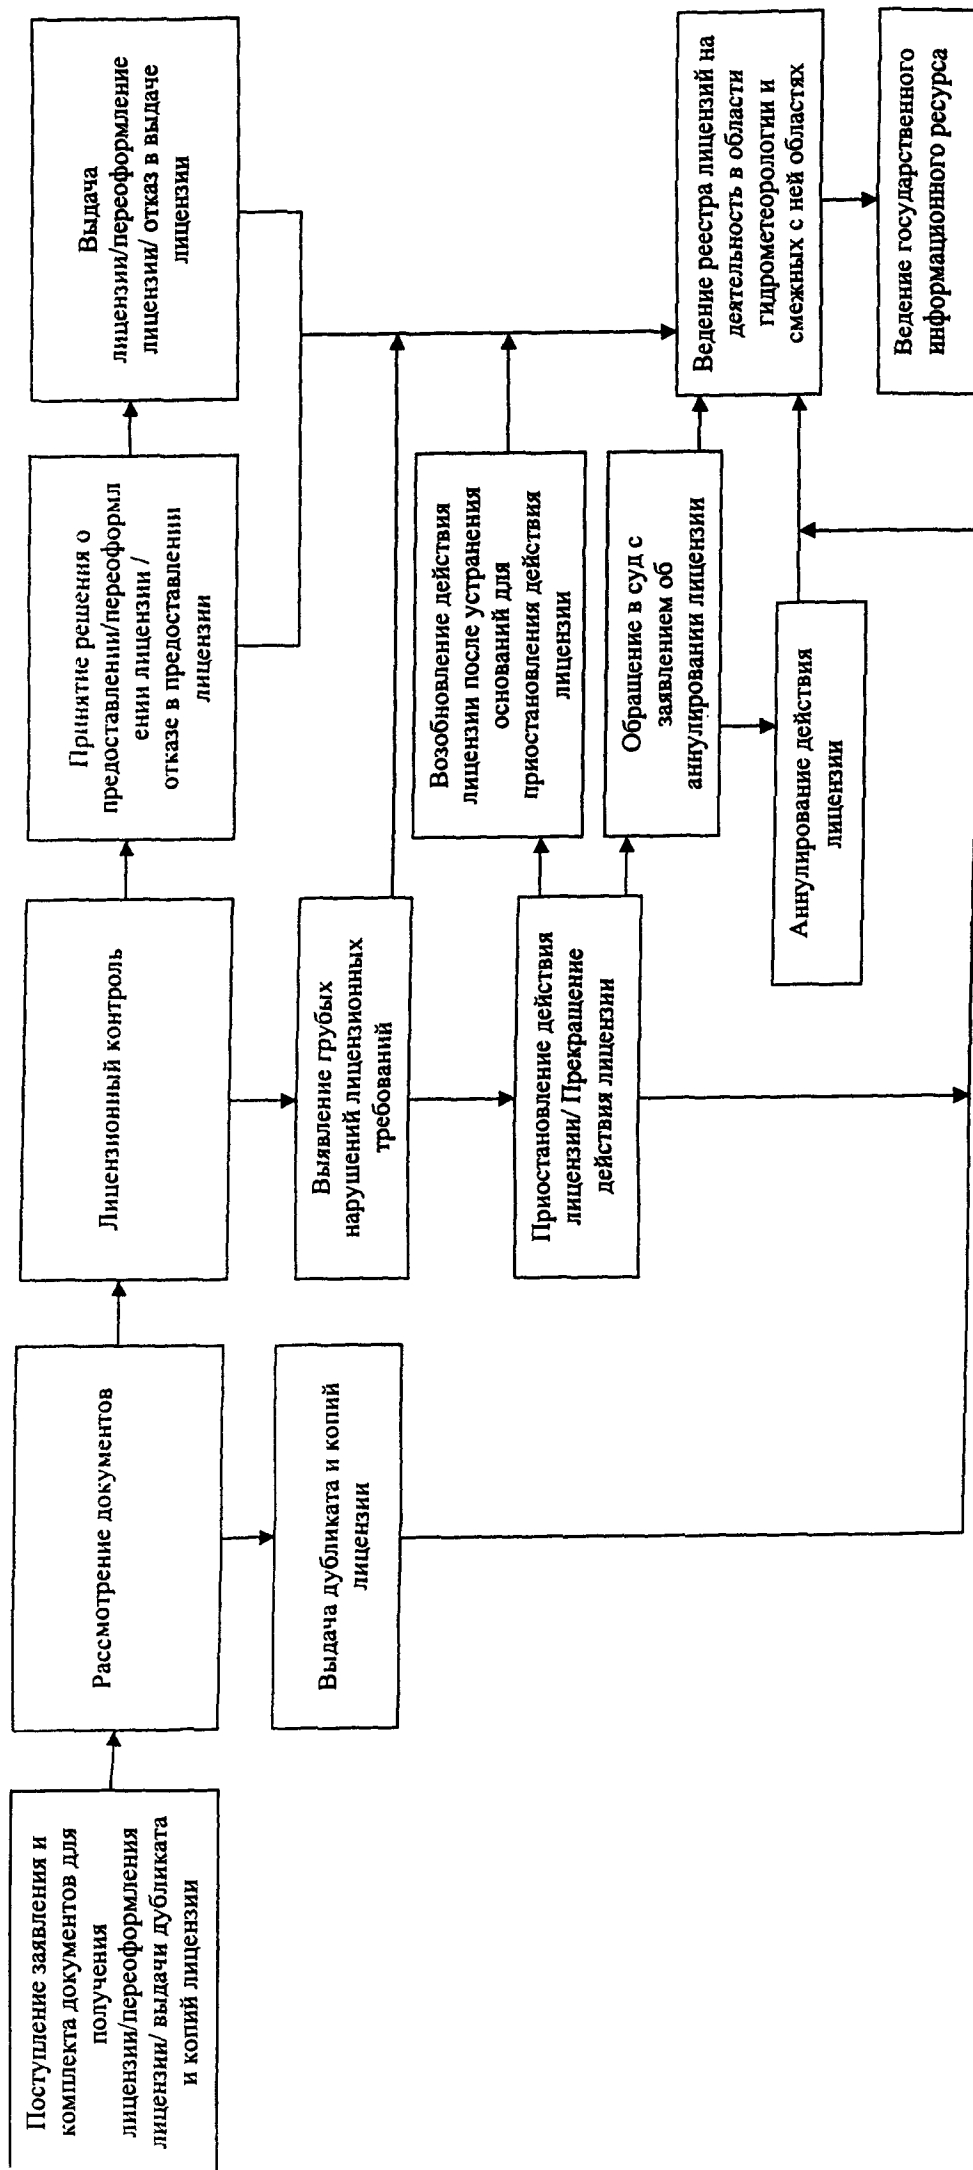 Поступление заявления и
комплекта документов для
получения
лицензии/переоформления
лицензии/ выдачи дубликата
и копий лицензии
Рассмотрение документов
Лицензионный контроль
Принятие решения о
предоставлении/переоформл
ении лицензии /
отказе в предоставлении
лицензии
Выдача
лицензии/переоформление
лицензии/ отказ в выдаче
лицензии
Выдача дубликата и копий
лицензии
Выявление грубых
нарушений лицензионных
требований
Приостановление действия
лицензии/ Прекращение
действия лицензии
Возобновление действия
лицензии после устранения
оснований для
приостановления действия
лицензии
Обращение в суд с
заявлением об
аннулировании лицензии
Аннулирование действия
лицензии
Ведение реестра лицензий на
деятельность в области
гидрометеорологии и
смежных с ней областях
Ведение государственного
информационного ресурса